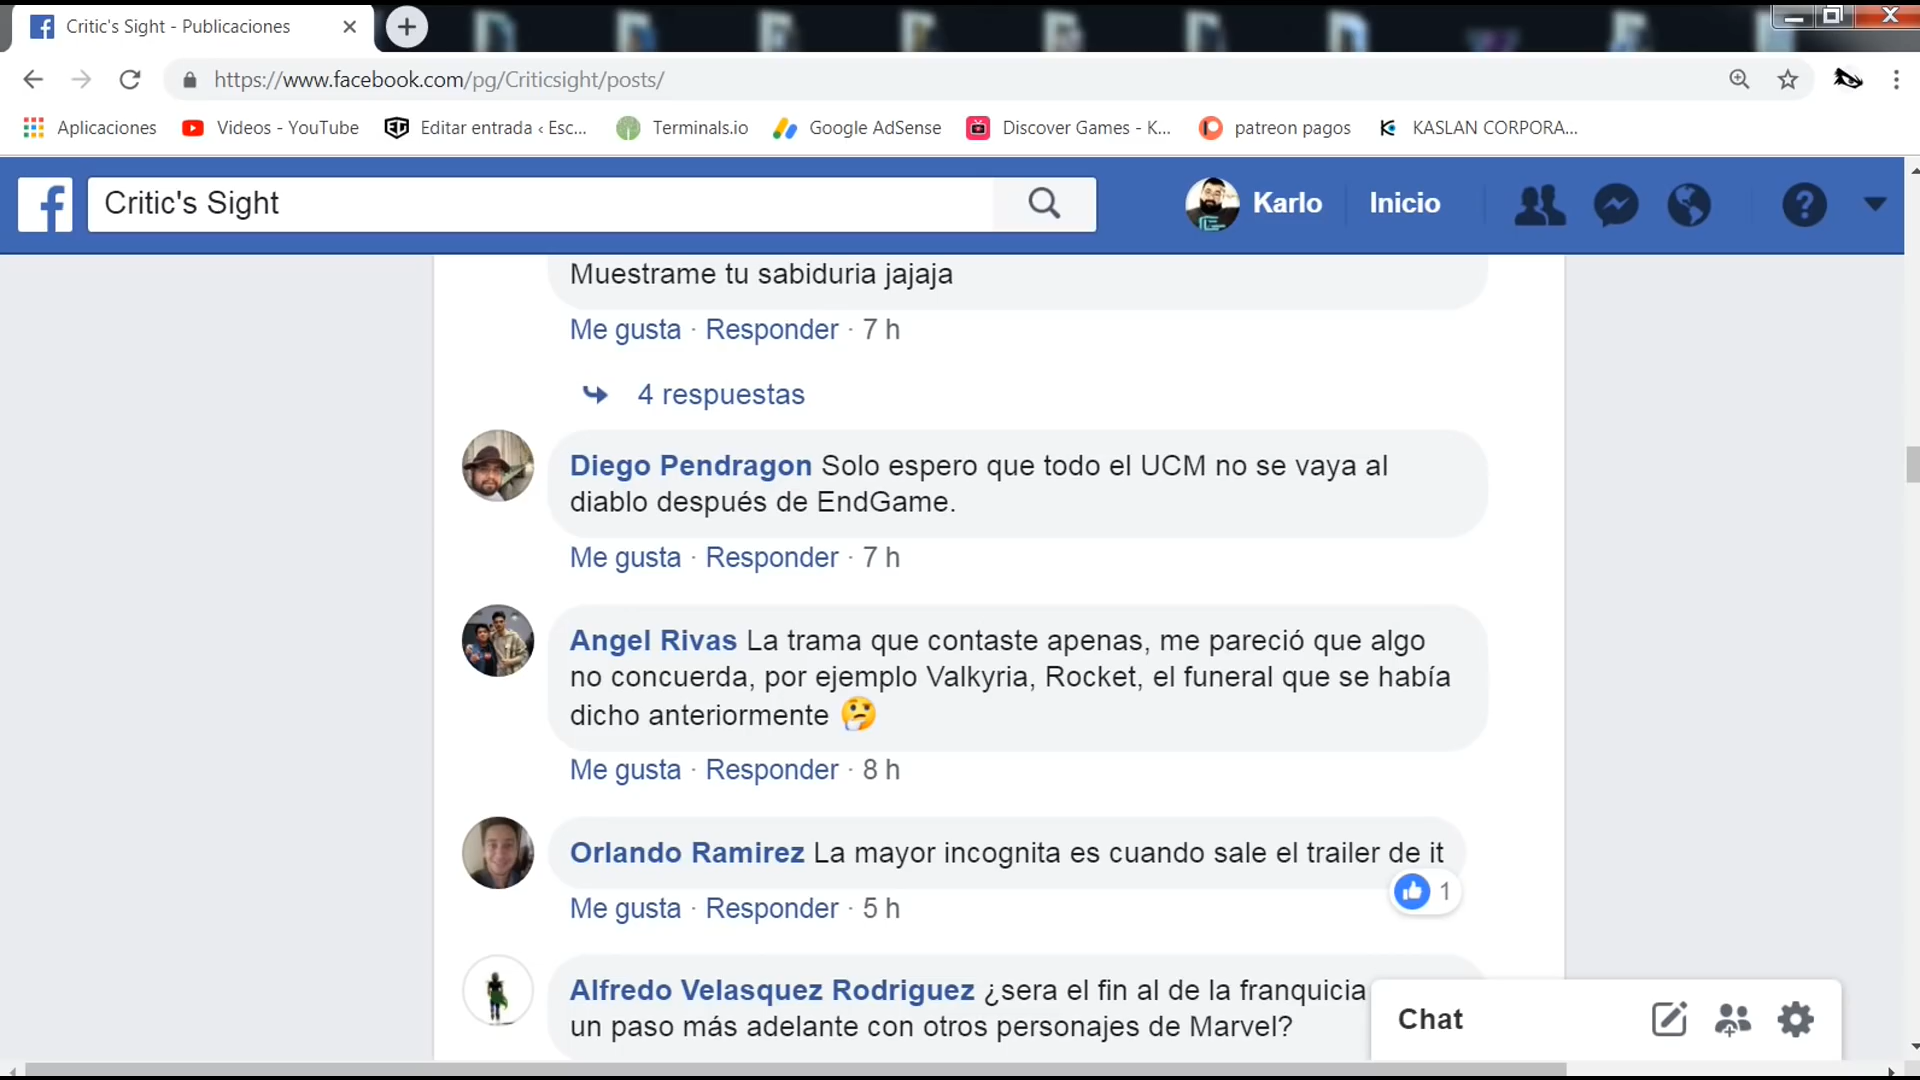 Critic's Sight - Publicaciones
https://www.facebook.com/pg/Criticsight/posts/
Aplicaciones Videos - YouTube Editar entrada ‹ Esc... Terminals.io Google AdSense Discover Games - K... patreon pagos KASLAN CORPORA...
Critic's Sight Karlo Inicio
Muestrame tu sabiduria jajaja
Me gusta · Responder · 7 h
4 respuestas
Diego Pendragon Solo espero que todo el UCM no se vaya al
diablo después de EndGame.
Me gusta · Responder · 7 h
Angel Rivas La trama que contaste apenas, me pareció que algo
no concuerda, por ejemplo Valkyria, Rocket, el funeral que se había
dicho anteriormente 🤔
Me gusta · Responder · 8 h
Orlando Ramirez La mayor incognita es cuando sale el trailer de it
1
Me gusta · Responder · 5 h
Alfredo Velasquez Rodriguez ¿sera el fin al de la franquicia
un paso más adelante con otros personajes de Marvel?
Chat